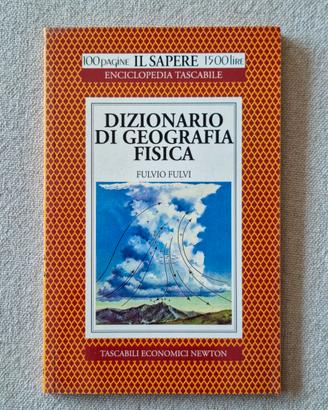 100 pagine IL SAPERE 1500 lire
ENCICLOPEDIA TASCABILE
DIZIONARIO
DI GEOGRAFIA
FISICA
FULVIO FULVI
TASCABILI ECONOMICI NEWTON